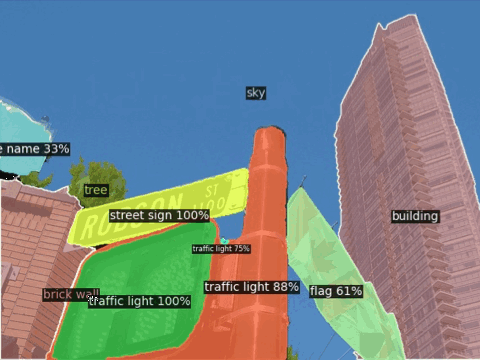 sky
e name 33%
tree
ROBSON ST
1100
street sign 100%
building
traffic light 75%
traffic light 88%
flag 61%
brick wall
traffic light 100%